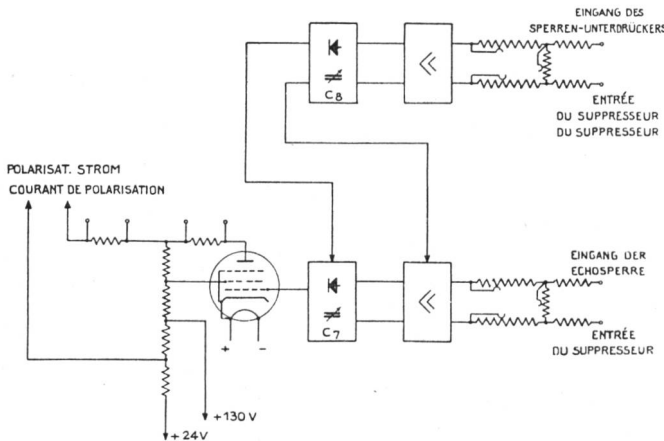 EINGANG DES
SPERREN-UNTERDRÜCKERS
C8
ENTRÉE
DU SUPPRESSEUR
DU SUPPRESSEUR
POLARISAT. STROM
COURANT DE POLARISATION
EINGANG DER
ECHOSPERRE
C7
ENTRÉE
DU SUPPRESSEUR
+ -
+130 V
+24V